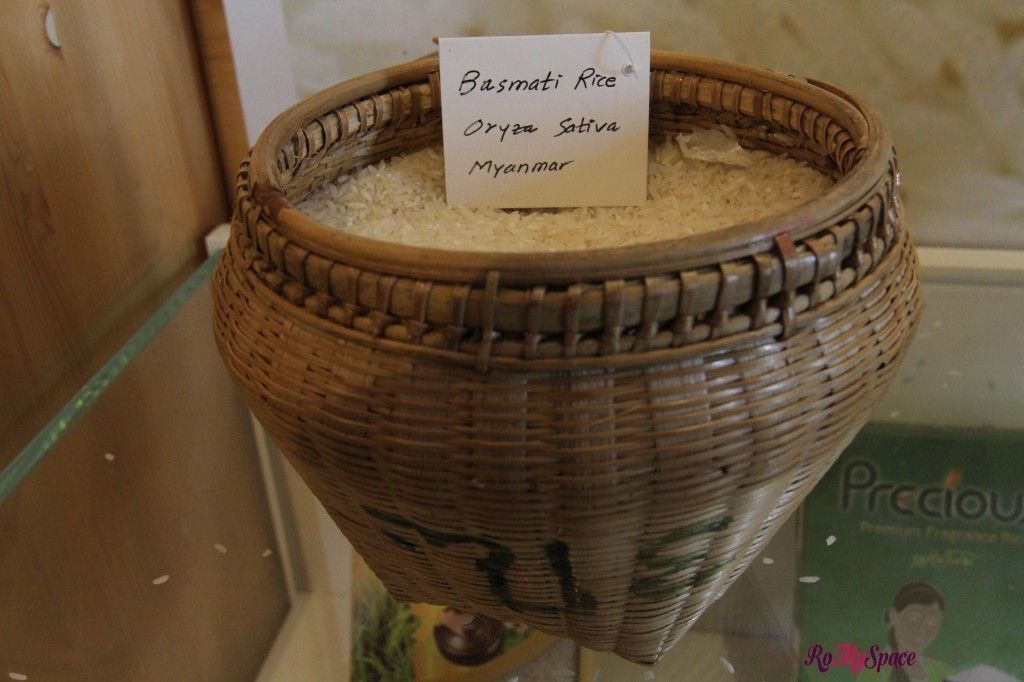 Basmati Rice
Oryza Sativa
Myanmar
Precious
Premium Fragrance Rice
RoMySpace